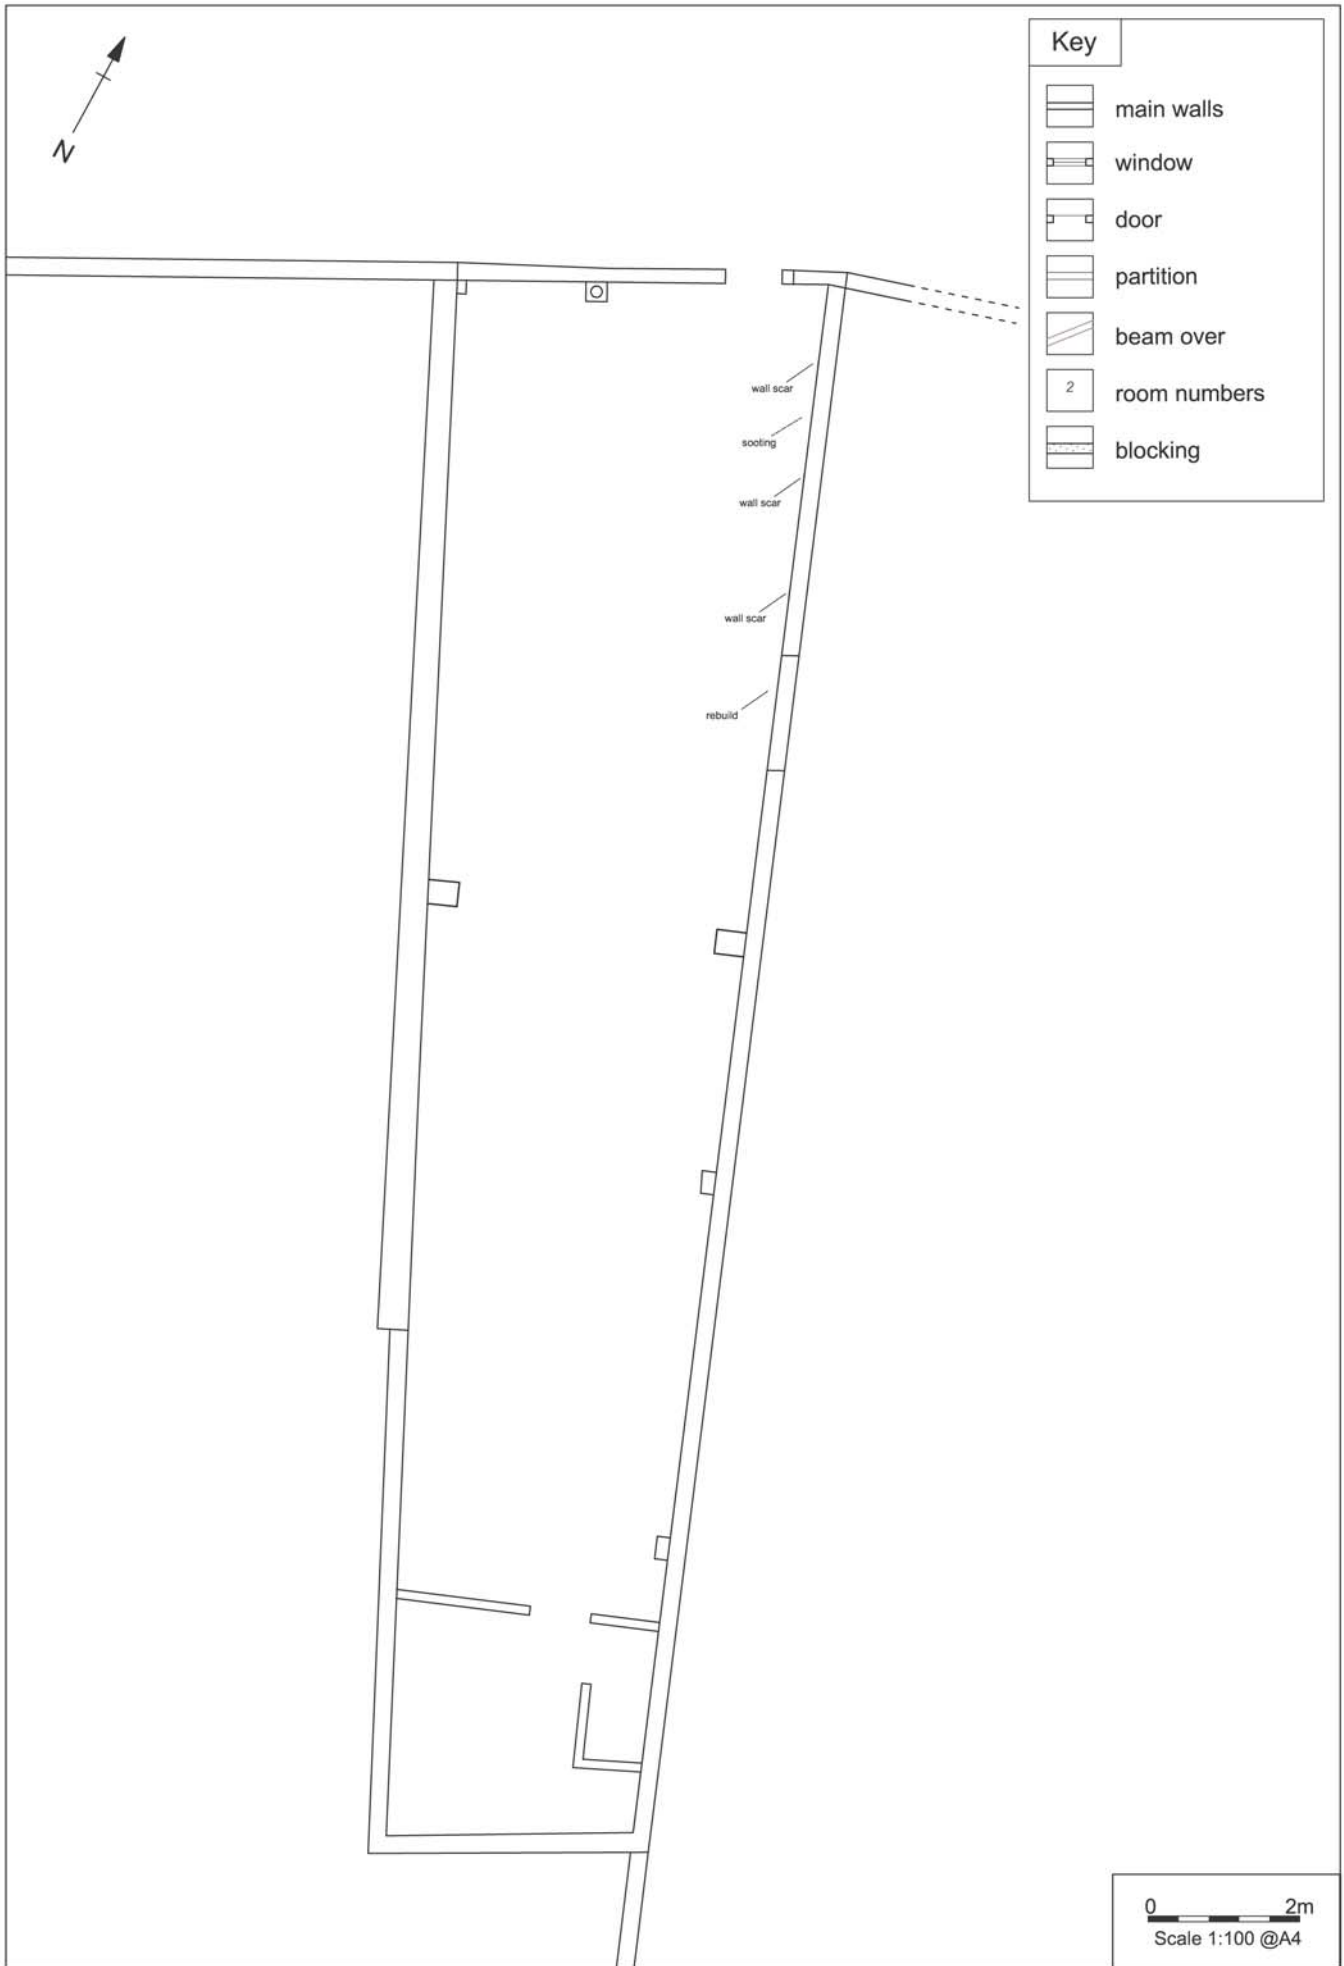 Key
N
main walls
window
door
partition
beam over
2
room numbers
blocking
wall scar
sooting
wall scar
wall scar
rebuild
0 2m
Scale 1:100 @A4